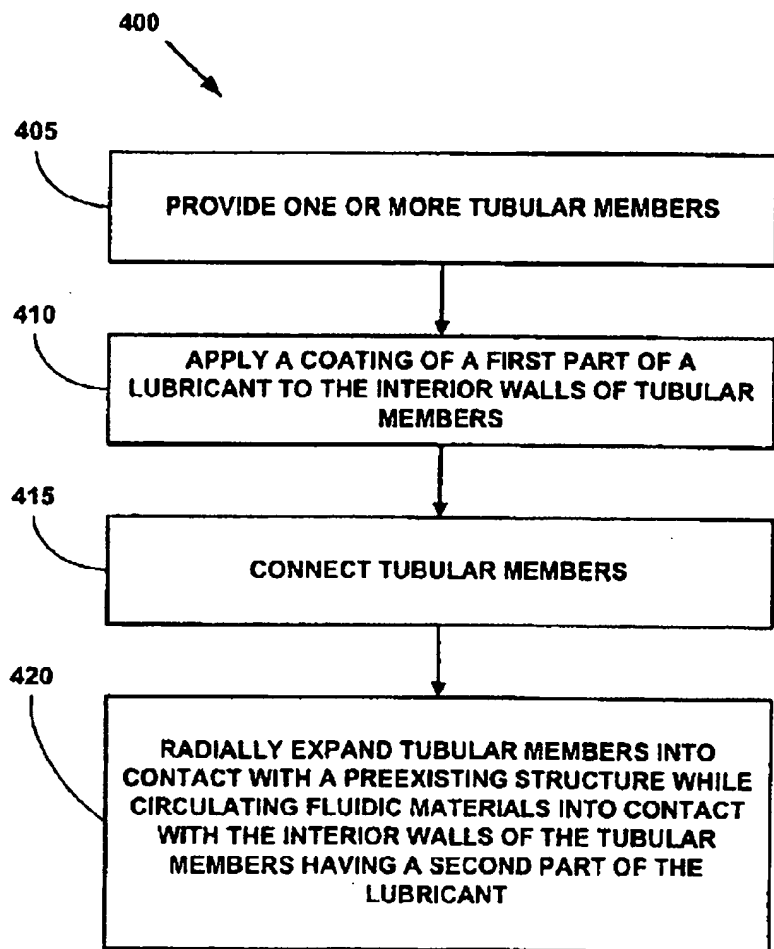 400
405
PROVIDE ONE OR MORE TUBULAR MEMBERS
410
APPLY A COATING OF A FIRST PART OF A
LUBRICANT TO THE INTERIOR WALLS OF TUBULAR
MEMBERS
415
CONNECT TUBULAR MEMBERS
420
RADIALLY EXPAND TUBULAR MEMBERS INTO
CONTACT WITH A PREEXISTING STRUCTURE WHILE
CIRCULATING FLUIDIC MATERIALS INTO CONTACT
WITH THE INTERIOR WALLS OF THE TUBULAR
MEMBERS HAVING A SECOND PART OF THE
LUBRICANT